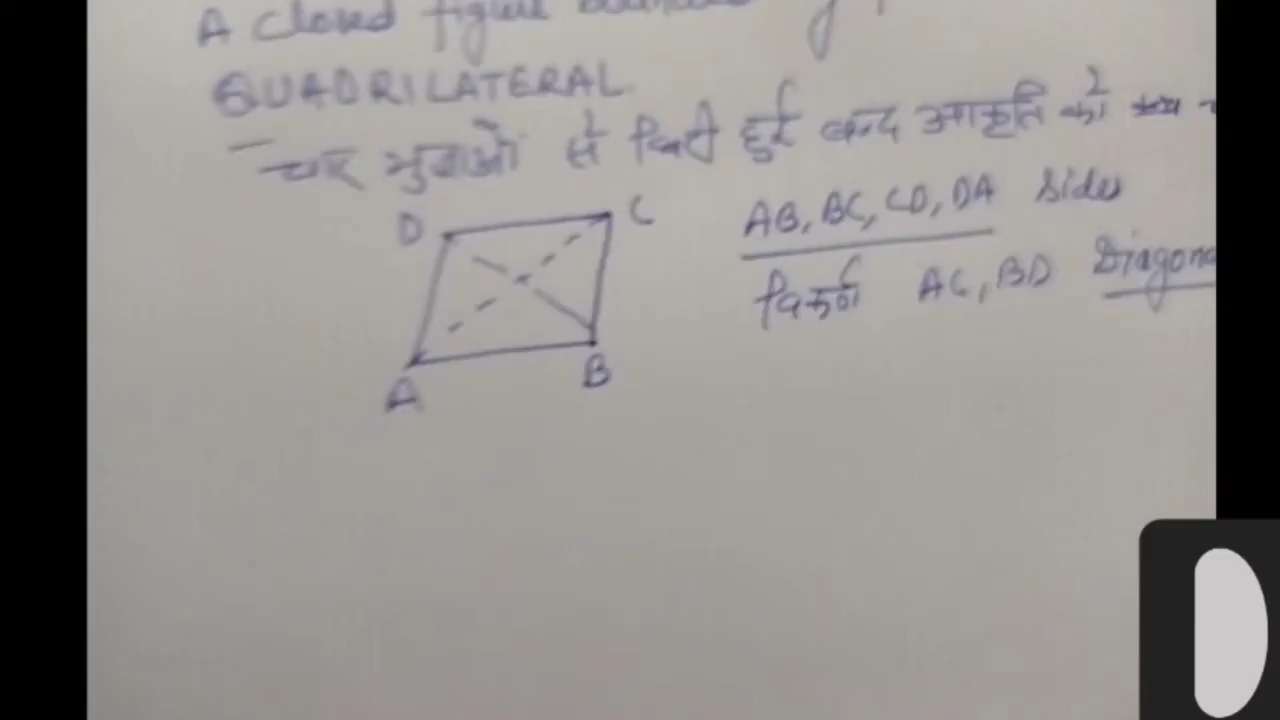 A closed figure
QUADRILATERAL
चार भुजाओं से घिरी हुई बन्द आकृति को
D
C
AB, BC, CD, DA Sides
विकर्ण AC, BD Diagona
A
B